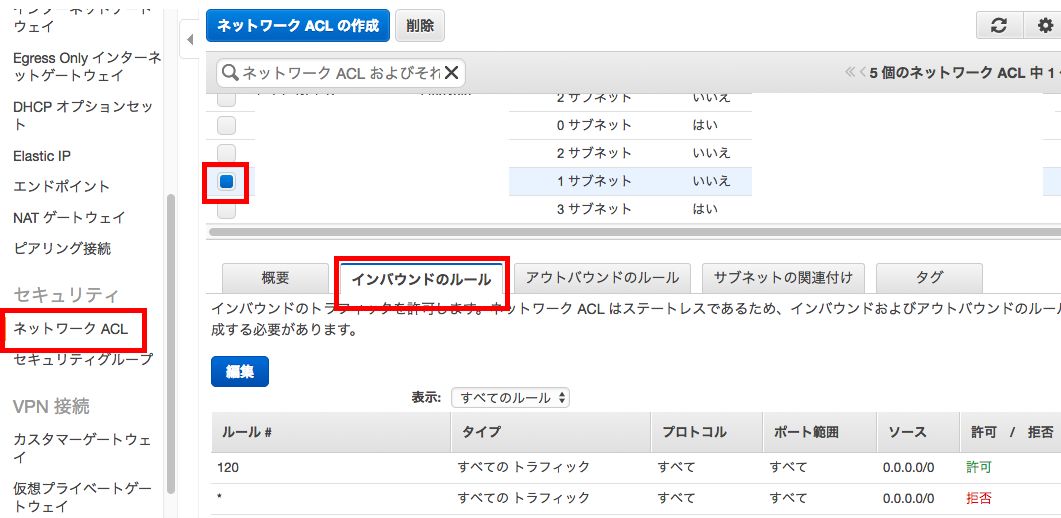 ウェイ
Egress Only インターネ
ットゲートウェイ
DHCP オプションセッ
ト
Elastic IP
エンドポイント
NAT ゲートウェイ
ピアリング接続
セキュリティ
ネットワーク ACL
セキュリティグループ
VPN 接続
カスタマーゲートウェ
イ
仮想プライベートゲー
トウェイ
ネットワーク ACL の作成 削除
ネットワーク ACL およびそれ
5 個のネットワーク ACL 中 1
2 サブネット いいえ
0 サブネット はい
2 サブネット いいえ
1 サブネット いいえ
3 サブネット はい
概要 インバウンドのルール アウトバウンドのルール サブネットの関連付け タグ
インバウンドのトラフィックを許可します。ネットワーク ACL はステートレスであるため、インバウンドおよびアウトバウンドのルール
成する必要があります。
編集
表示: すべてのルール
ルール # タイプ プロトコル ポート範囲 ソース 許可 / 拒否
120 すべての トラフィック すべて すべて 0.0.0.0/0 許可
* すべての トラフィック すべて すべて 0.0.0.0/0 拒否